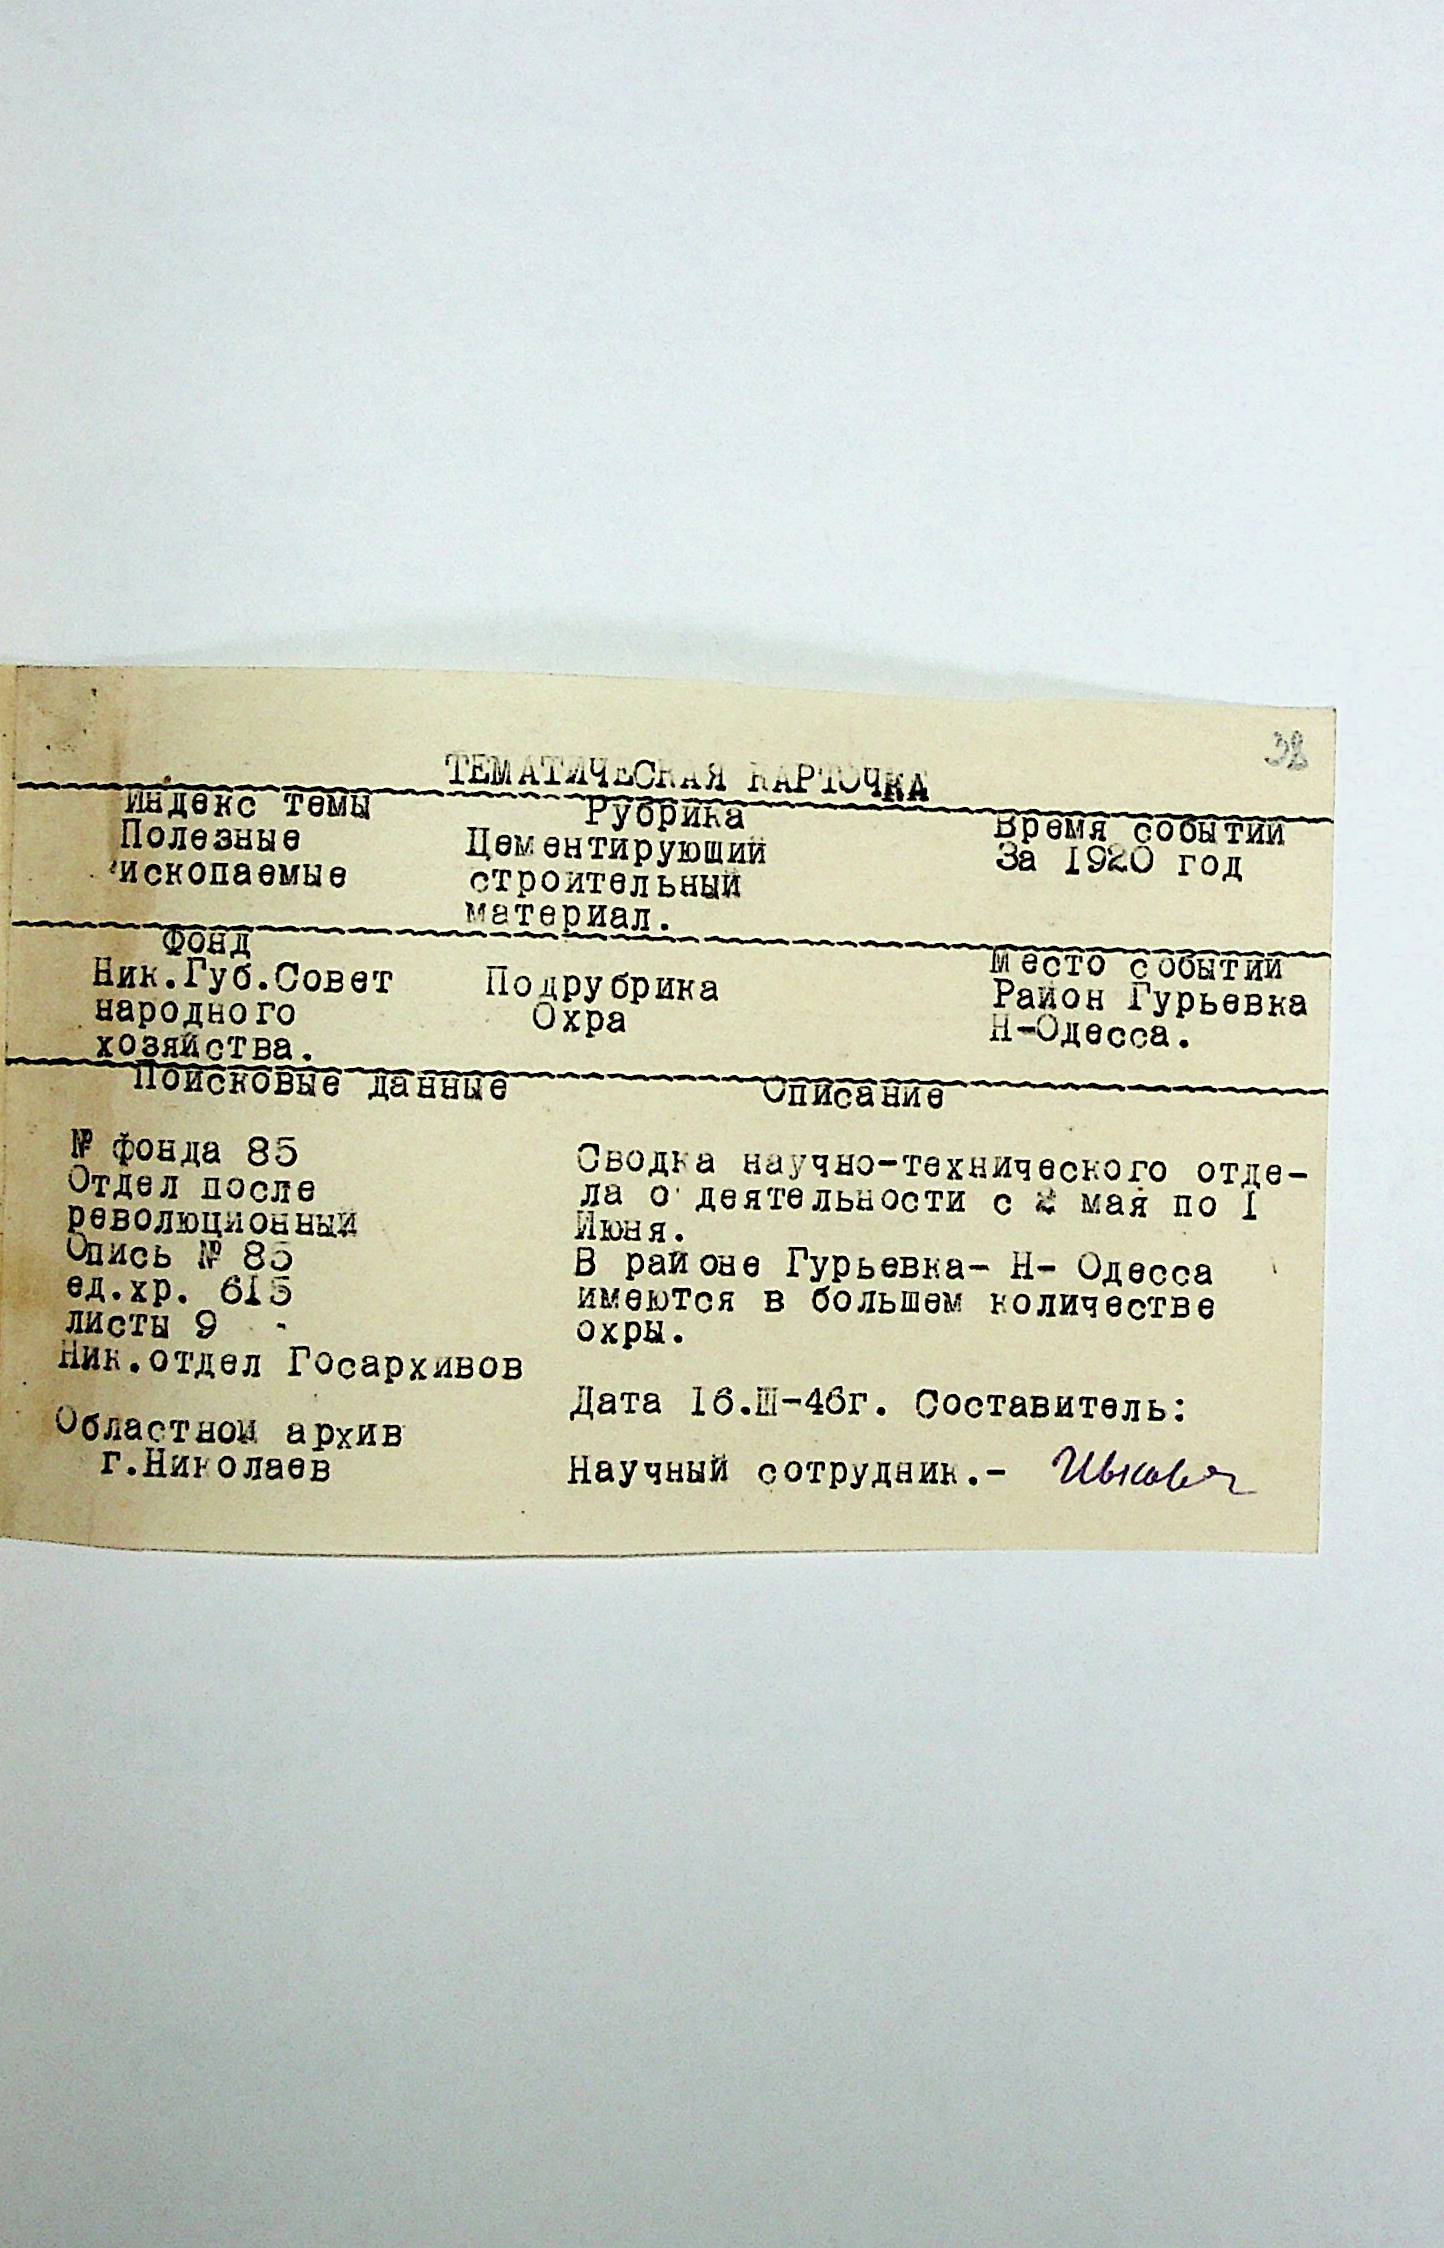 38
ТЕМАТИЧЕСКАЯ КАРТОЧКА
Индекс темы
Полезные
ископаемые
Рубрика
Цементирующий
строительный
материал.
Время событий
За 1920 год
Фонд
Ник.Губ.Совет
народного
хозяйства.
Подрубрика
Охра
Место событий
Район Гурьевка
Н-Одесса.
Поисковые данные
№ фонда 85
Отдел после
революционный
Опись № 85
ед.хр. 615
листы 9 -
Ник.отдел Госархивов
Областной архив
г.Николаев
Описание
Сводка научно-технического отде-
ла о деятельности с 2 мая по I
Июня.
В районе Гурьевка- Н- Одесса
имеются в большем количестве
охры.
Дата 16.Ш-46г. Составитель:
Научный сотрудник.-